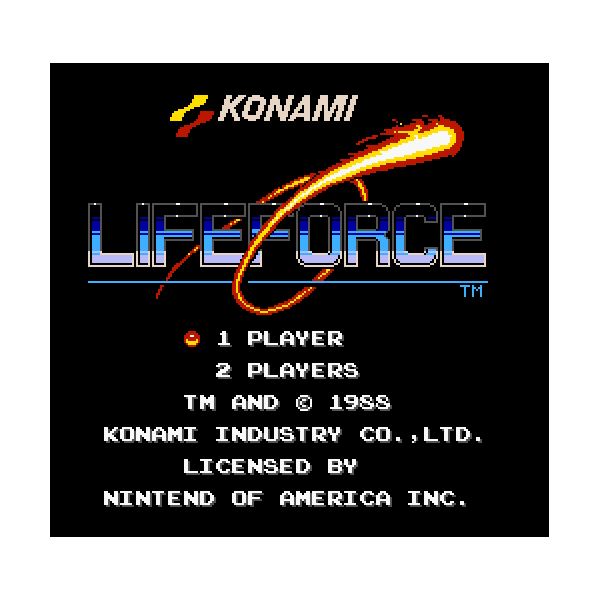 KONAMI
LIFEFORCE
TM
1 PLAYER
2 PLAYERS
TM AND © 1988
KONAMI INDUSTRY CO.,LTD.
LICENSED BY
NINTEND OF AMERICA INC.